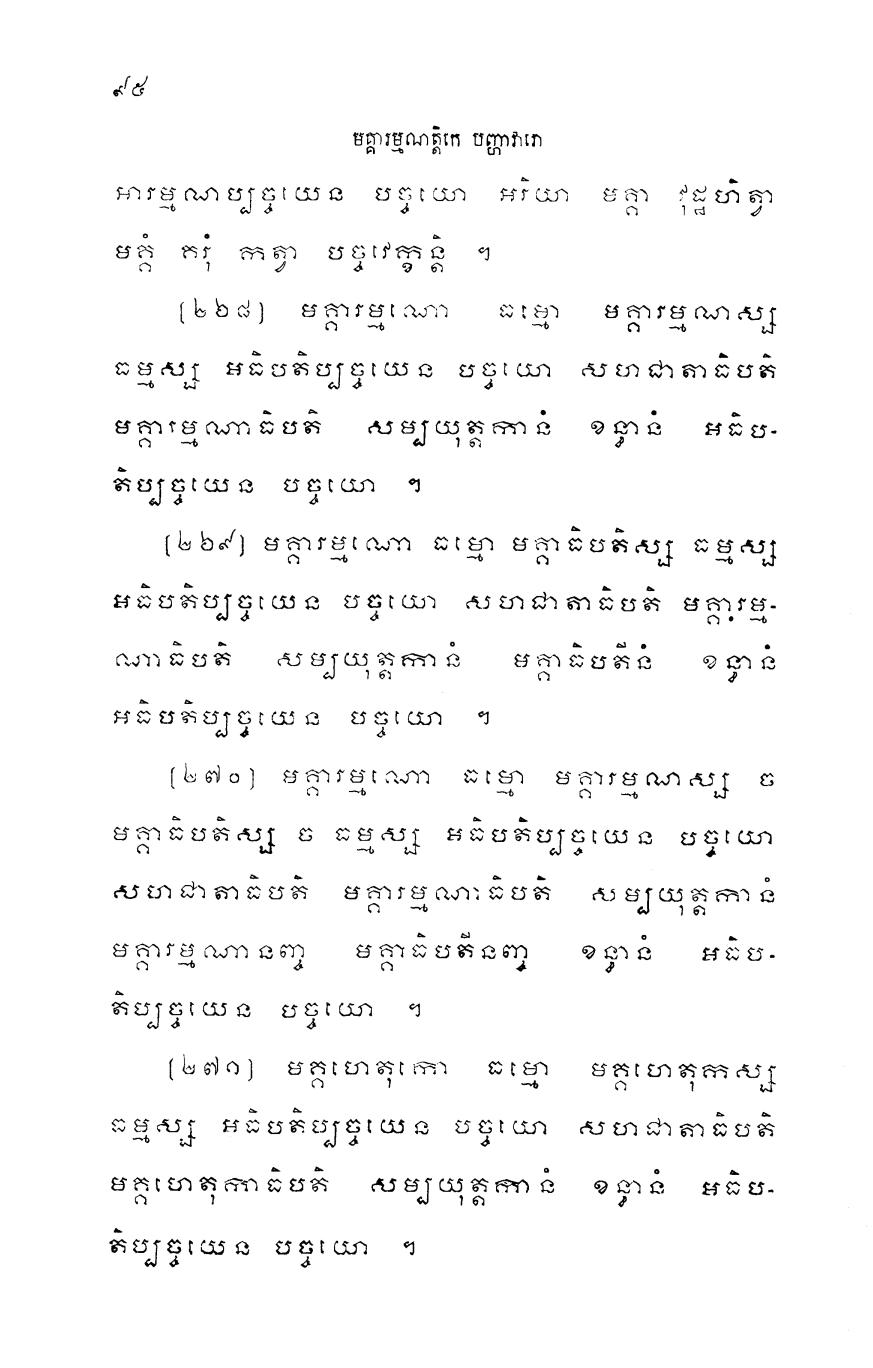 ៩៥
មគ្គារម្មណត្តិកេ បញ្ហាវារោ
អារម្មណប្បច្ចយេន បច្ចយោ អរិយា មគ្គា វុដ្ឋហិត្វា
មគ្គំ គរុំ កត្វា បច្ចវេក្ខន្តិ ។
[២៦៨] មគ្គារម្មណោ ធម្មោ មគ្គារម្មណស្ស
ធម្មស្ស អធិបតិប្បច្ចយេន បច្ចយោ សហជាតាធិបតិ
មគ្គារម្មណាធិបតិ សម្បយុត្តកានំ ខន្ធានំ អធិប-
តិប្បច្ចយេន បច្ចយោ ។
[២៦៩] មគ្គារម្មណោ ធម្មោ មគ្គាធិបតិស្ស ធម្មស្ស
អធិបតិប្បច្ចយេន បច្ចយោ សហជាតាធិបតិ មគ្គារម្ម-
ណាធិបតិ សម្បយុត្តកានំ មគ្គាធិបតីនំ ខន្ធានំ
អធិបតិប្បច្ចយេន បច្ចយោ ។
[២៧០] មគ្គារម្មណោ ធម្មោ មគ្គារម្មណស្ស ច
មគ្គាធិបតិស្ស ច ធម្មស្ស អធិបតិប្បច្ចយេន បច្ចយោ
សហជាតាធិបតិ មគ្គារម្មណាធិបតិ សម្បយុត្តកានំ
មគ្គារម្មណានញ្ច មគ្គាធិបតីនញ្ច ខន្ធានំ អធិប-
តិប្បច្ចយេន បច្ចយោ ។
[២៧១] មគ្គហេតុកោ ធម្មោ មគ្គហេតុកស្ស
ធម្មស្ស អធិបតិប្បច្ចយេន បច្ចយោ សហជាតាធិបតិ
មគ្គហេតុកាធិបតិ សម្បយុត្តកានំ ខន្ធានំ អធិប-
តិប្បច្ចយេន បច្ចយោ ។